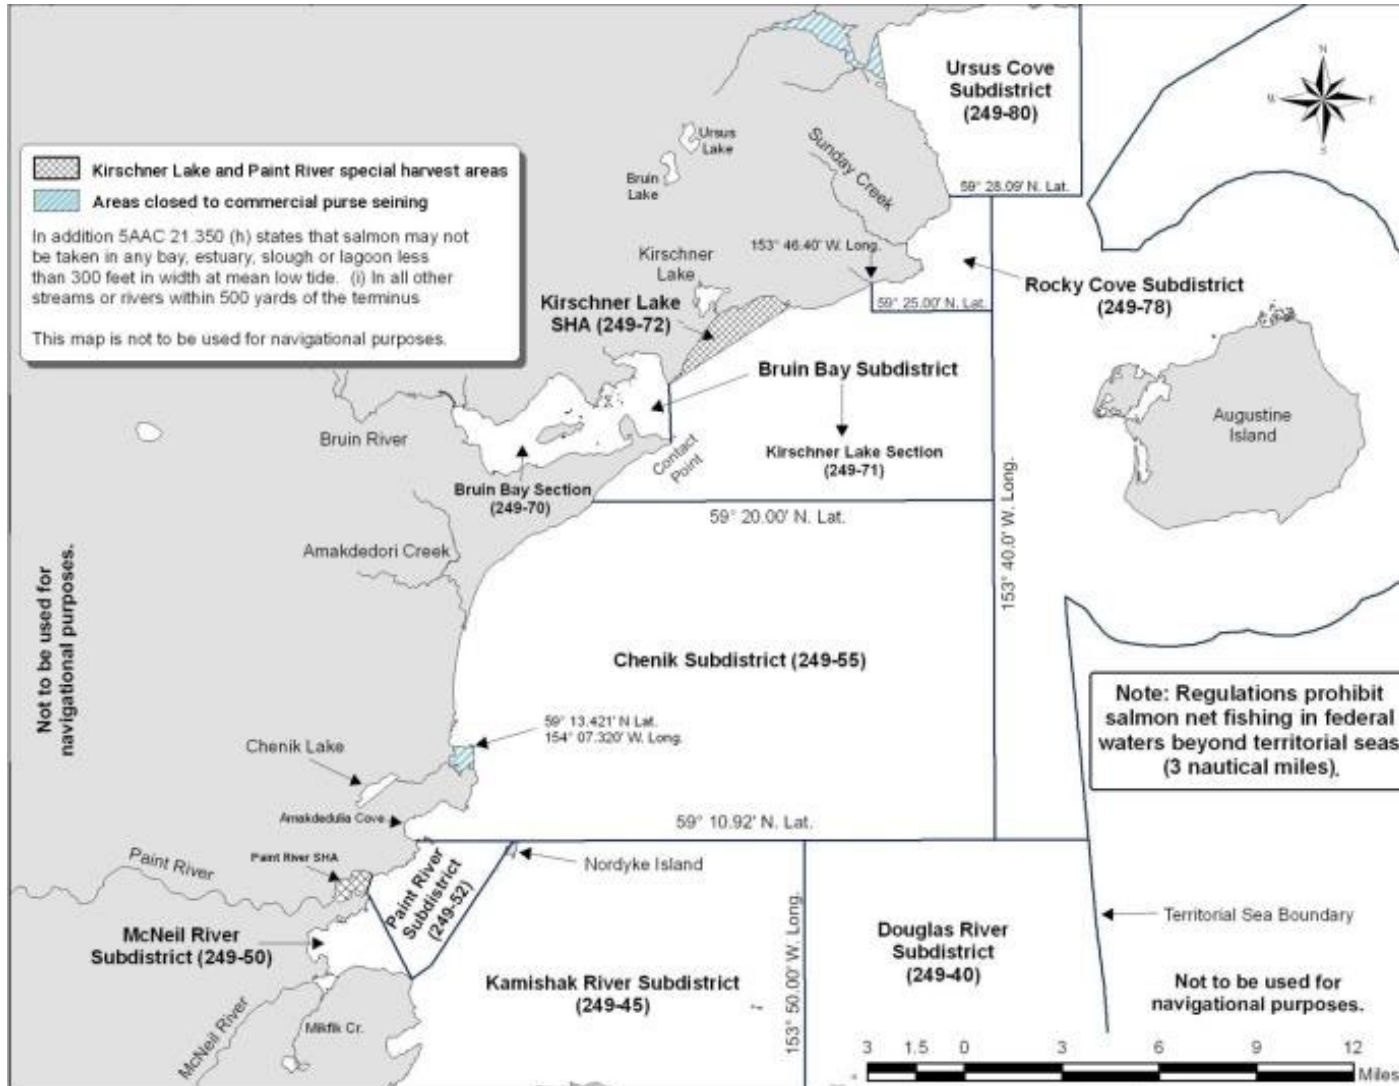 Ursus Cove
Subdistrict
(249-80)
N
W
E
S
Ursus
Lake
Bruin
Lake
Sunday Creek
Kirschner Lake and Paint River special harvest areas
Areas closed to commercial purse seining
In addition 5AAC 21.350 (h) states that salmon may not
be taken in any bay, estuary, slough or lagoon less
than 300 feet in width at mean low tide. (i) In all other
streams or rivers within 500 yards of the terminus
This map is not to be used for navigational purposes.
59° 28.09' N. Lat.
153° 46.40' W. Long.
Kirschner
Lake
Kirschner Lake
SHA (249-72)
59° 25.00' N. Lat.
Rocky Cove Subdistrict
(249-78)
Bruin Bay Subdistrict
Augustine
Island
Bruin River
Contact
Point
Kirschner Lake Section
(249-71)
Bruin Bay Section
(249-70)
59° 20.00' N. Lat.
153° 40.0' W. Long.
Amakdedori Creek
Not to be used for
navigational purposes.
Chenik Subdistrict (249-55)
Note: Regulations prohibit
salmon net fishing in federal
waters beyond territorial seas
(3 nautical miles).
59° 13.421' N Lat.
154° 07.320' W. Long.
Chenik Lake
Amakdedulia Cove
59° 10.92' N. Lat.
Paint River
Paint River SHA
Paint River
Subdistrict
(249-52)
Nordyke Island
McNeil River
Subdistrict (249-50)
153° 50.00' W. Long.
Douglas River
Subdistrict
(249-40)
Territorial Sea Boundary
Kamishak River Subdistrict
(249-45)
Not to be used for
navigational purposes.
McNeil River
Mikfik Cr.
3 1.5 0 3 6 9 12
Miles